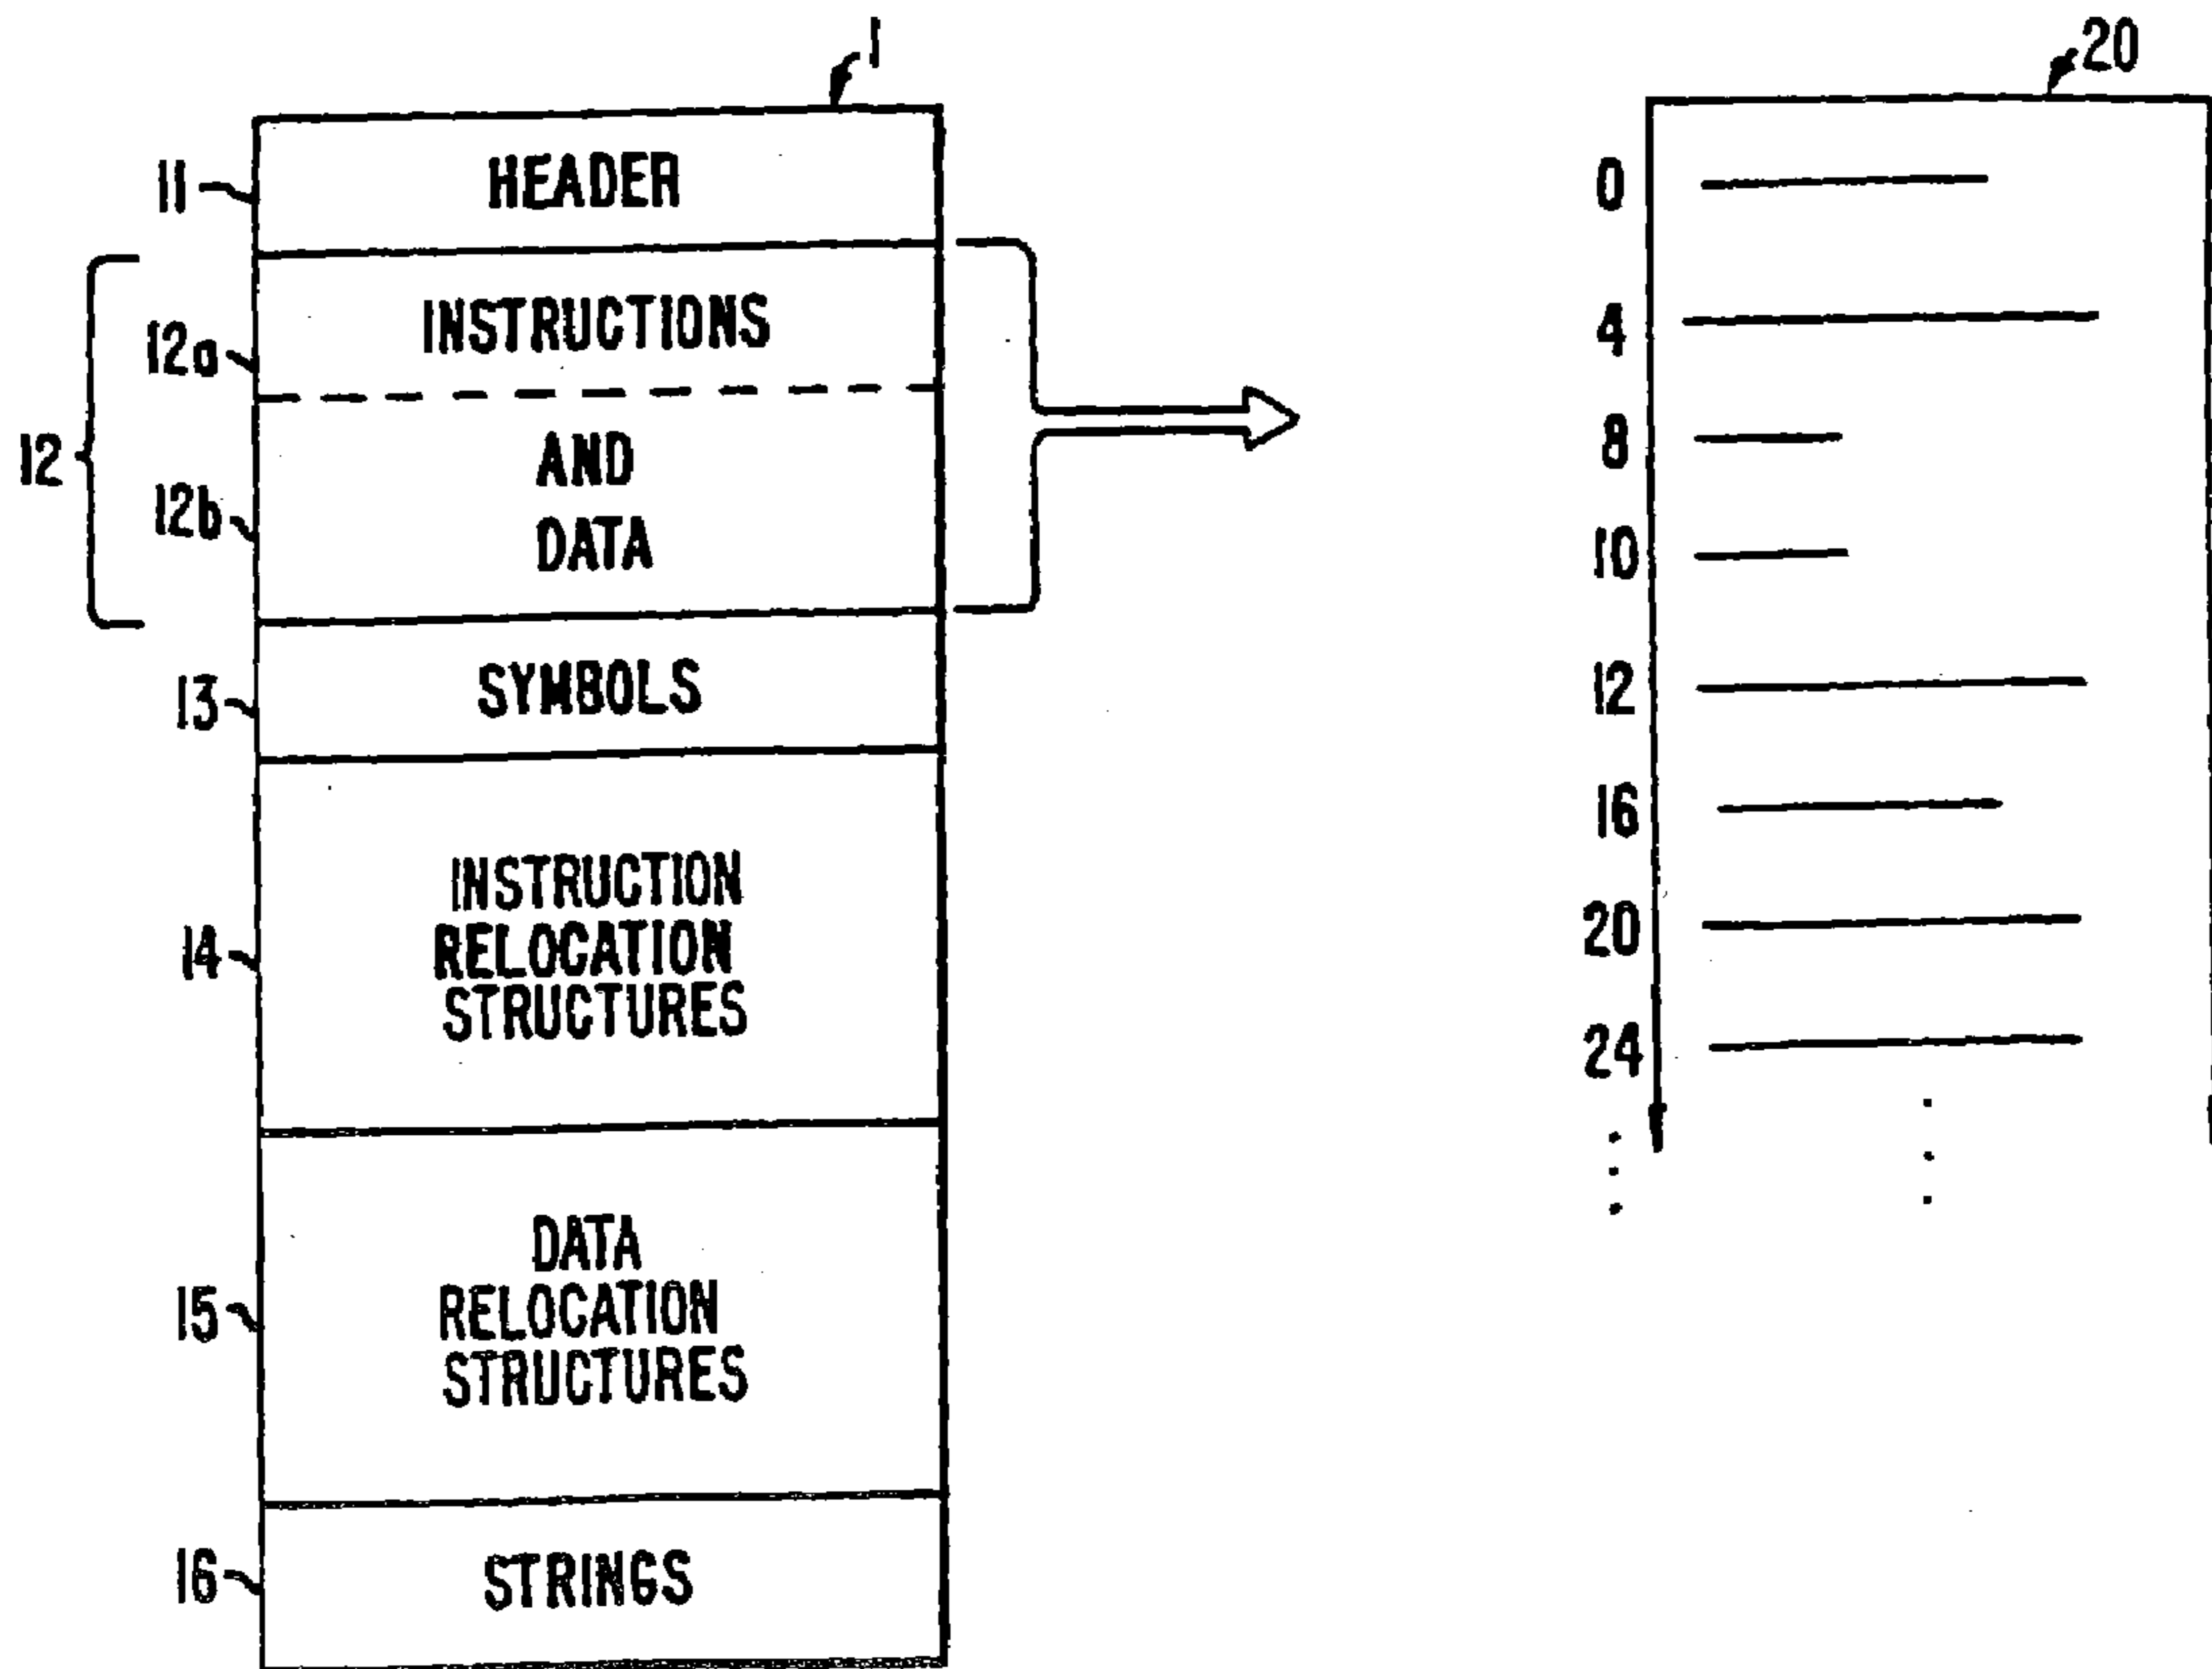 1
11
HEADER
12
12a
INSTRUCTIONS
12b
AND
DATA
13
SYMBOLS
14
INSTRUCTION
RELOCATION
STRUCTURES
15
DATA
RELOCATION
STRUCTURES
16
STRINGS
20
0
4
8
10
12
16
20
24